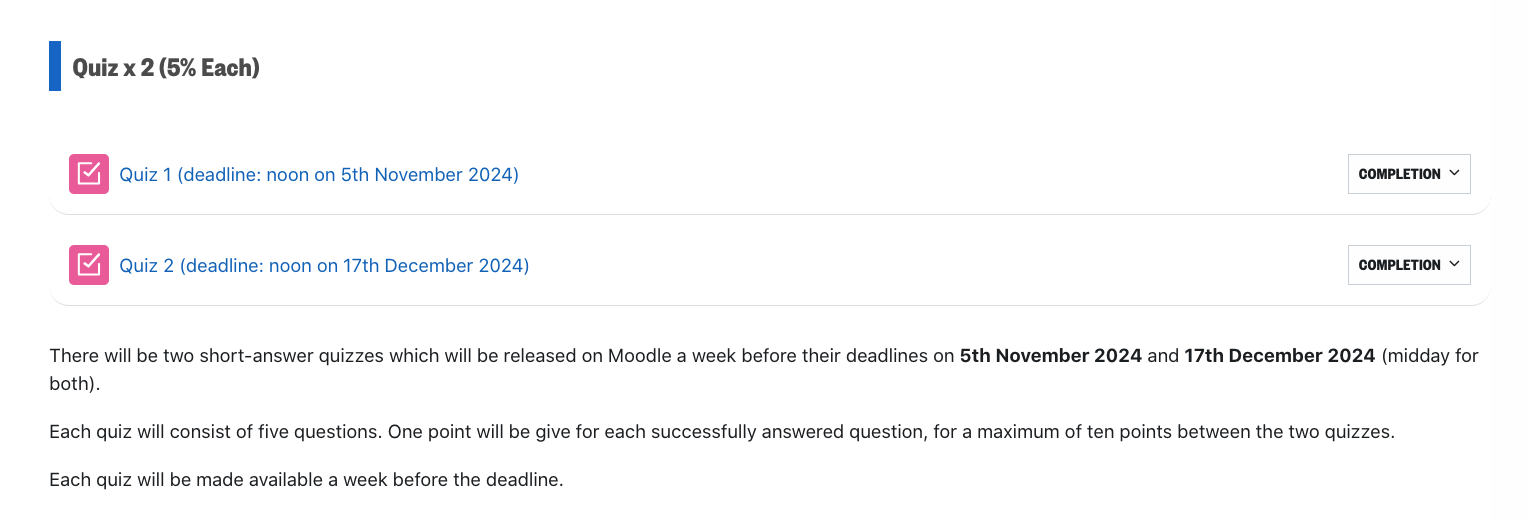 Quiz x 2 (5% Each)
Quiz 1 (deadline: noon on 5th November 2024)
COMPLETION
Quiz 2 (deadline: noon on 17th December 2024)
COMPLETION
There will be two short-answer quizzes which will be released on Moodle a week before their deadlines on 5th November 2024 and 17th December 2024 (midday for
both).
Each quiz will consist of five questions. One point will be give for each successfully answered question, for a maximum of ten points between the two quizzes.
Each quiz will be made available a week before the deadline.